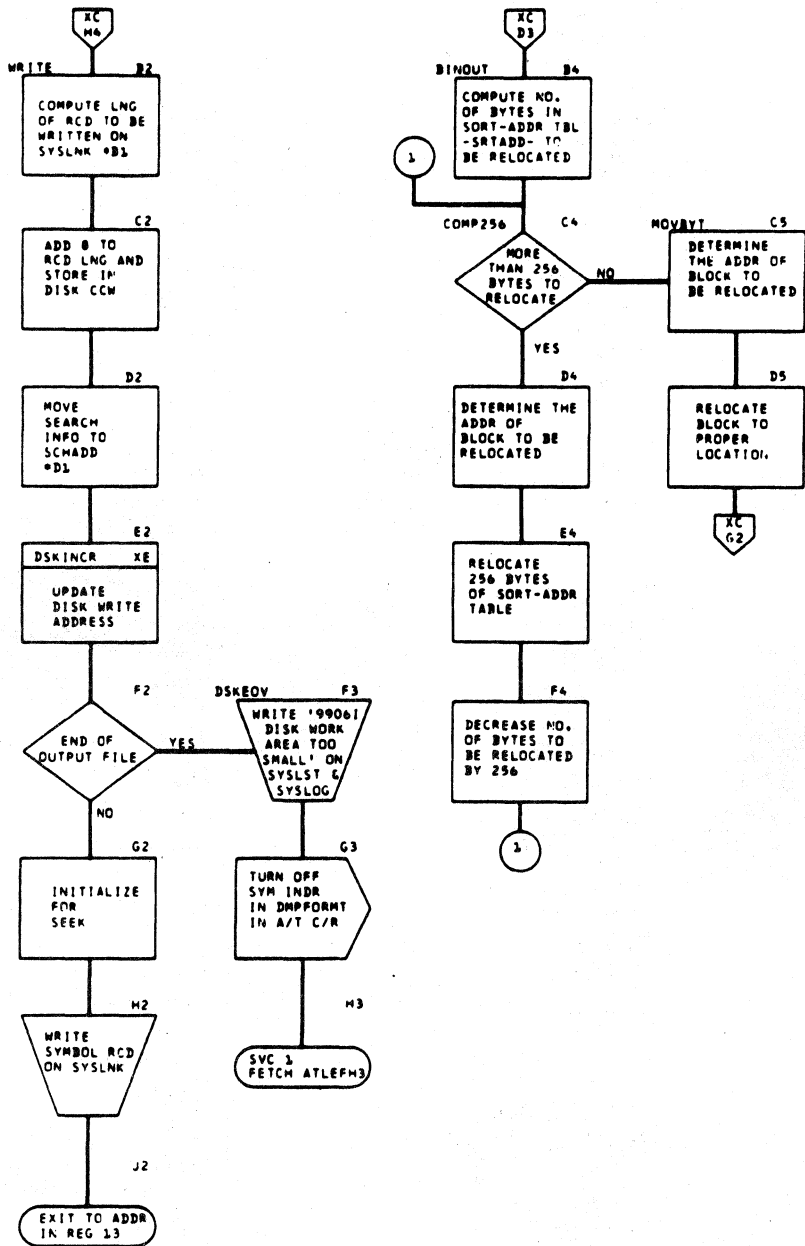 XC
H4
WRITE
B2
COMPUTE LNG
OF RCD TO BE
WRITTEN ON
SYSLNK *B1
C2
ADD 8 TO
RCD LNG AND
STORE IN
DISK CCW
D2
MOVE
SEARCH
INFO TO
SCHADD
*D1
E2
DSKINCR XE
UPDATE
DISK WRITE
ADDRESS
F2
END OF
OUTPUT FILE
YES
NO
DSKEOV
F3
WRITE '9906I
DISK WORK
AREA TOO
SMALL' ON
SYSLST &
SYSLOG
G2
INITIALIZE
FOR
SEEK
G3
TURN OFF
SYM INDR
IN DMPFORMT
IN A/T C/R
H2
WRITE
SYMBOL RCD
ON SYSLNK
H3
SVC 1
FETCH ATLEFH3
J2
EXIT TO ADDR
IN REG 13
XC
D3
BINOUT
B4
COMPUTE NO.
OF BYTES IN
SORT-ADDR TBL
-SRTADD- TO
BE RELOCATED
1
COMP256
C4
MORE
THAN 256
BYTES TO
RELOCATE
NO
YES
MOVBYT
C5
DETERMINE
THE ADDR OF
BLOCK TO
BE RELOCATED
D4
DETERMINE THE
ADDR OF
BLOCK TO BE
RELOCATED
D5
RELOCATE
BLOCK TO
PROPER
LOCATION
XC
G2
E4
RELOCATE
256 BYTES
OF SORT-ADDR
TABLE
F4
DECREASE NO.
OF BYTES TO
BE RELOCATED
BY 256
1